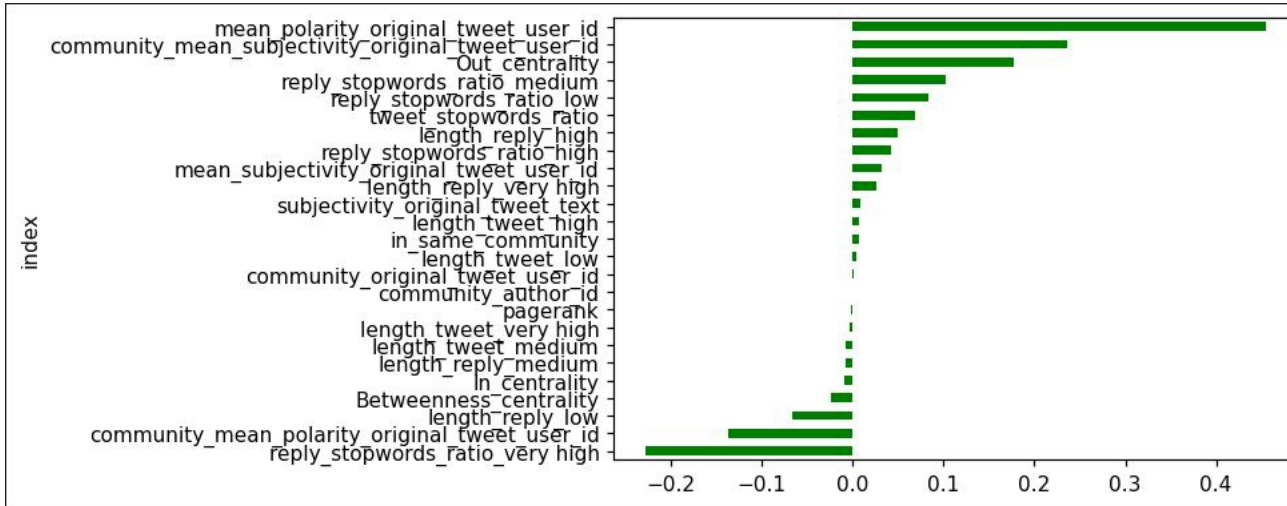 mean_polarity_original_tweet_user_id
community_mean_subjectivity_original_tweet_user_id
Out_centrality
reply_stopwords_ratio_medium
reply_stopwords_ratio_low
tweet_stopwords_ratio
length_reply_high
reply_stopwords_ratio_high
mean_subjectivity_original_tweet_user_id
length_reply_very high
subjectivity_original_tweet_text
length_tweet_high
in_same_community
length_tweet_low
community_original_tweet_user_id
community_author_id
pagerank
length_tweet_very high
length_tweet_medium
length_reply_medium
In_centrality
Betweenness_centrality
length_reply_low
community_mean_polarity_original_tweet_user_id
reply_stopwords_ratio_very high
index
−0.2 −0.1 0.0 0.1 0.2 0.3 0.4